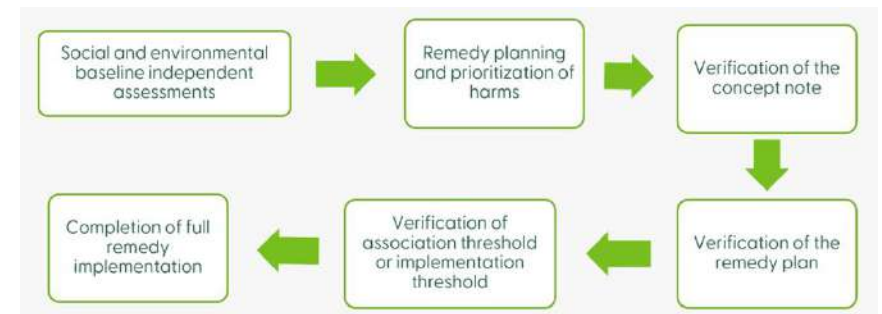 Social and environmental
baseline independent
assessments
Remedy planning
and prioritization of
harms
Verification of the
concept note
Verification of the
remedy plan
Verification of
association threshold
or implementation
threshold
Completion of full
remedy
implementation